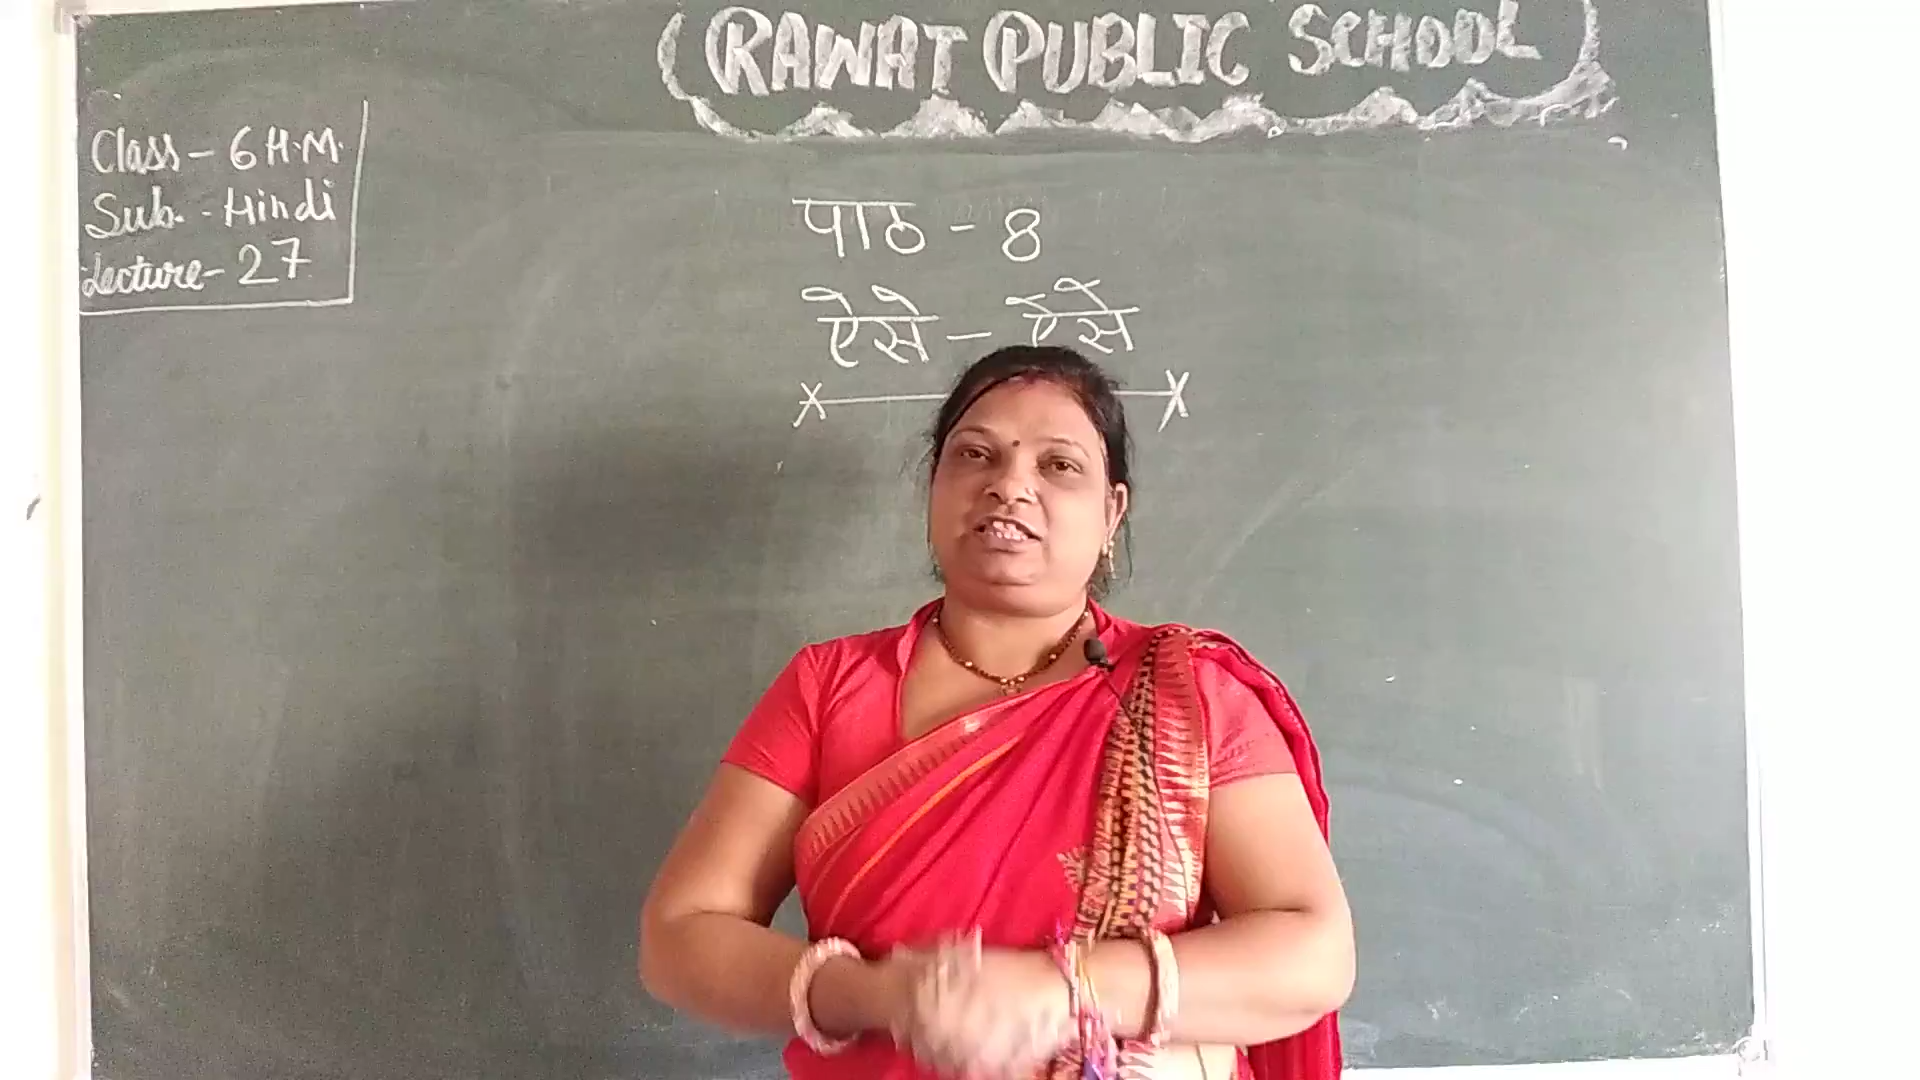 RAWAT PUBLIC SCHOOL
Class - 6 H.M.
Sub. - Hindi
Lecture - 27
पाठ - 8
ऐसे - ऐसे